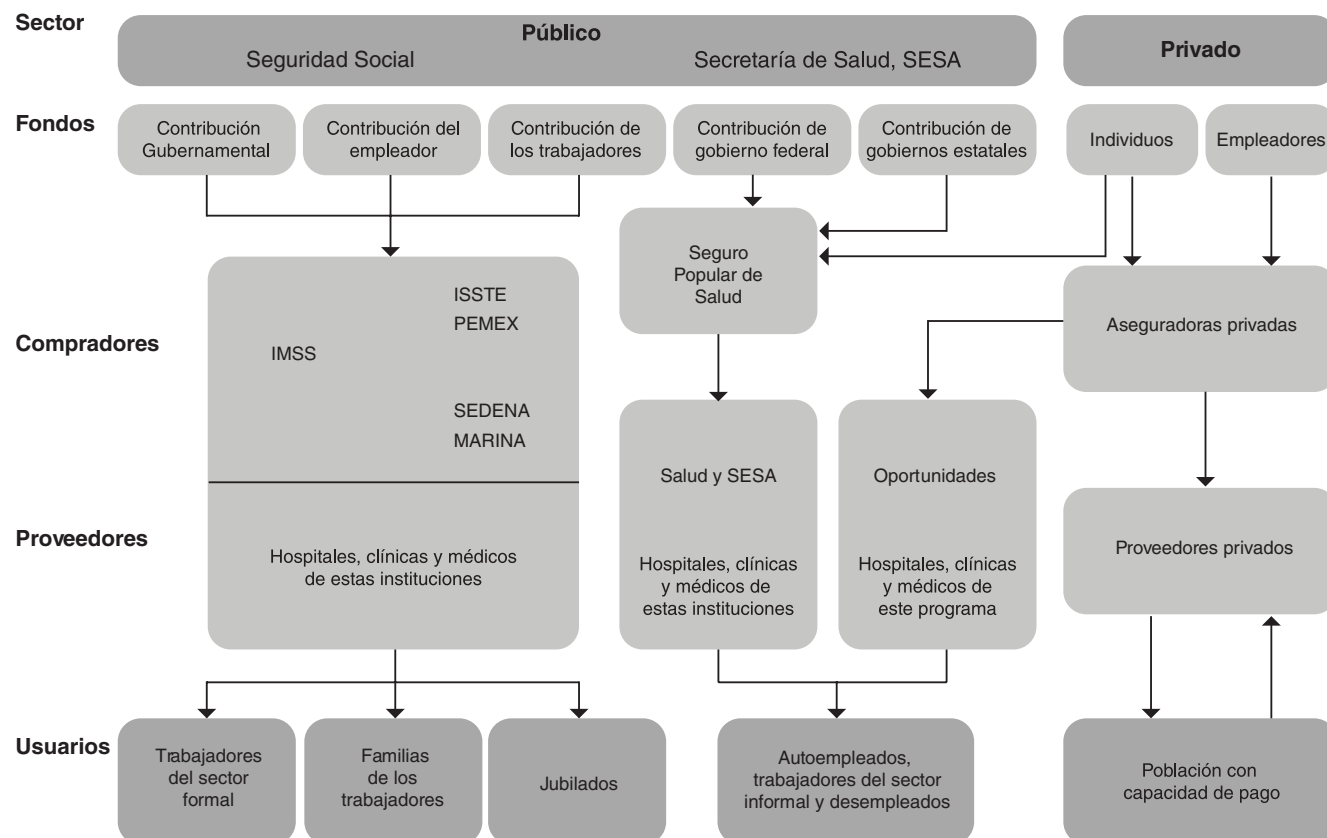 Sector
Público
Seguridad Social
Secretaría de Salud, SESA
Privado
Fondos
Contribución
Gubernamental
Contribución del
empleador
Contribución de
los trabajadores
Contribución de
gobierno federal
Contribución de
gobiernos estatales
Individuos
Empleadores
Compradores
IMSS
ISSTE
PEMEX
SEDENA
MARINA
Seguro
Popular de
Salud
Aseguradoras privadas
Proveedores
Hospitales, clínicas y médicos
de estas instituciones
Salud y SESA
Hospitales, clínicas
y médicos de
estas instituciones
Oportunidades
Hospitales, clínicas
y médicos de
este programa
Proveedores privados
Usuarios
Trabajadores
del sector
formal
Familias
de los
trabajadores
Jubilados
Autoempleados,
trabajadores del sector
informal y desempleados
Población con
capacidad de pago